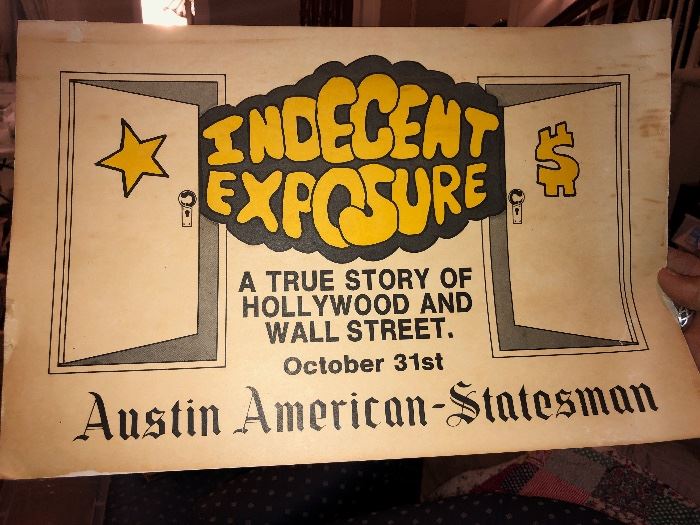 INDECENT
EXPOSURE
$
A TRUE STORY OF
HOLLYWOOD AND
WALL STREET.
October 31st
Austin American-Statesman